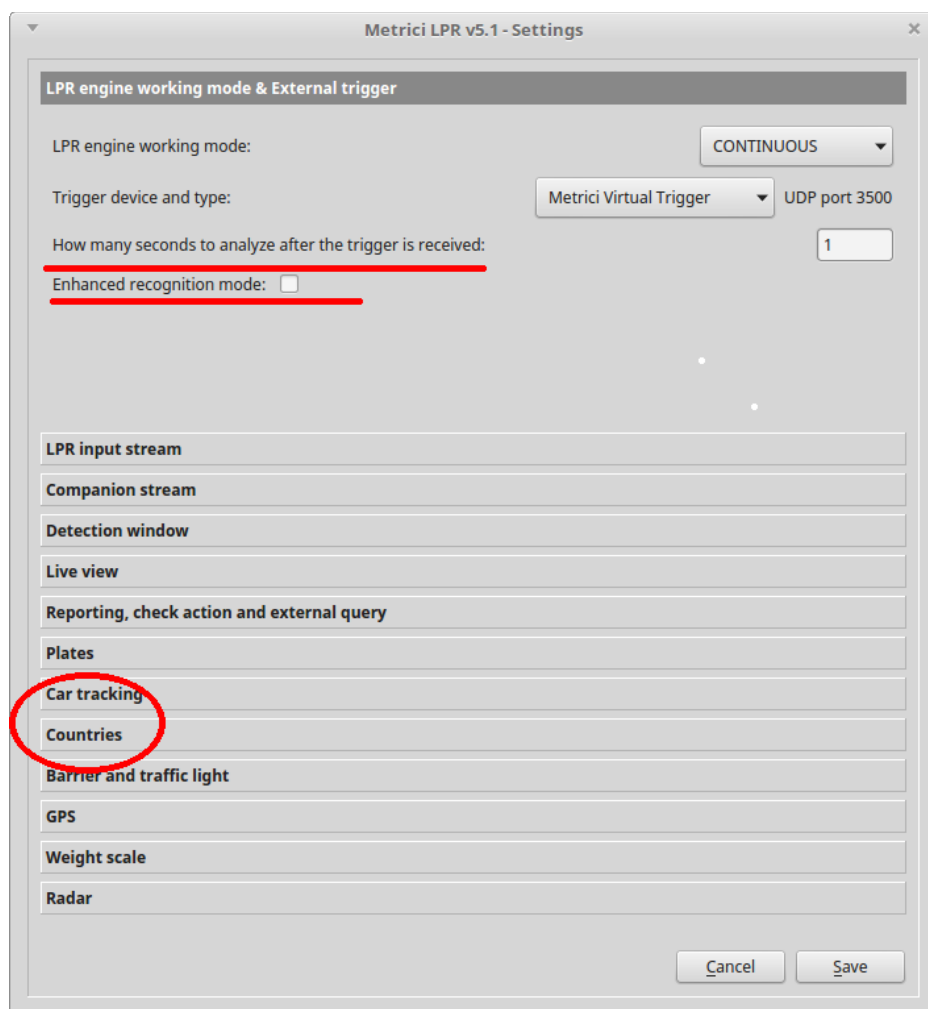 Metrici LPR v5.1 - Settings
LPR engine working mode & External trigger
LPR engine working mode: CONTINUOUS
Trigger device and type: Metrici Virtual Trigger UDP port 3500
How many seconds to analyze after the trigger is received: 1
Enhanced recognition mode:
LPR input stream
Companion stream
Detection window
Live view
Reporting, check action and external query
Plates
Car tracking
Countries
Barrier and traffic light
GPS
Weight scale
Radar
Cancel Save